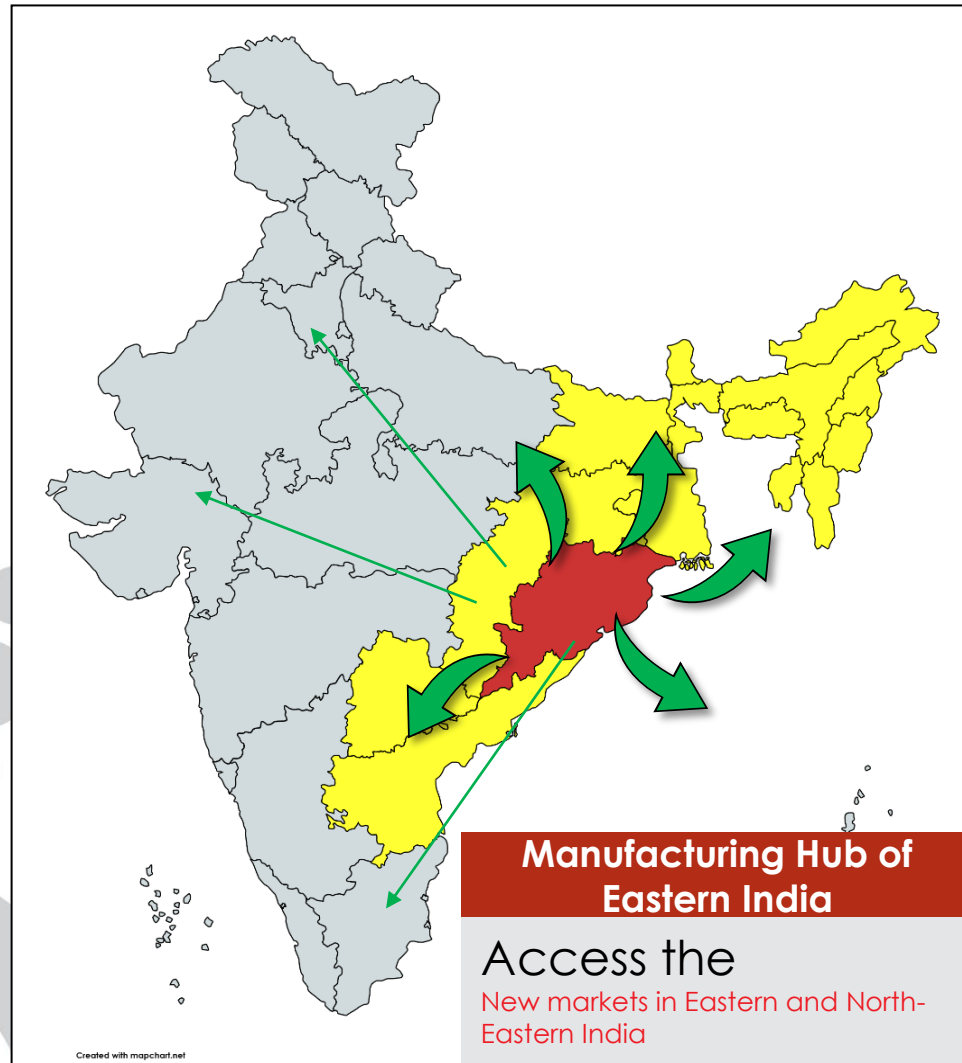 Manufacturing Hub of
Eastern India
Access the
New markets in Eastern and North-
Eastern India
Created with mapchart.net